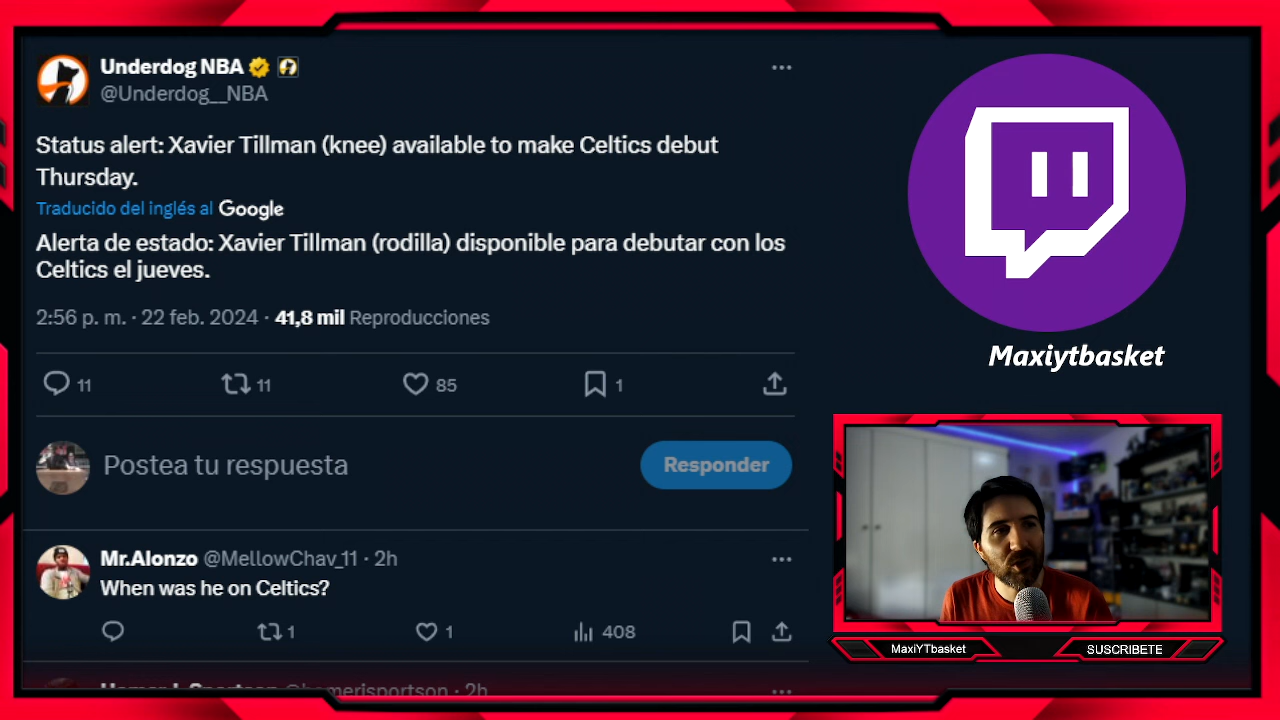 Underdog NBA
@Underdog__NBA
Status alert: Xavier Tillman (knee) available to make Celtics debut
Thursday.
Traducido del inglés al Google
Alerta de estado: Xavier Tillman (rodilla) disponible para debutar con los
Celtics el jueves.
2:56 p. m. · 22 feb. 2024 · 41,8 mil Reproducciones
11 11 85 1
Postea tu respuesta
Responder
Mr.Alonzo @MellowChav_11 · 2h
When was he on Celtics?
1 1 408
@homerjsportson · 2h
Maxiytbasket
MaxiYTbasket
SUSCRIBETE